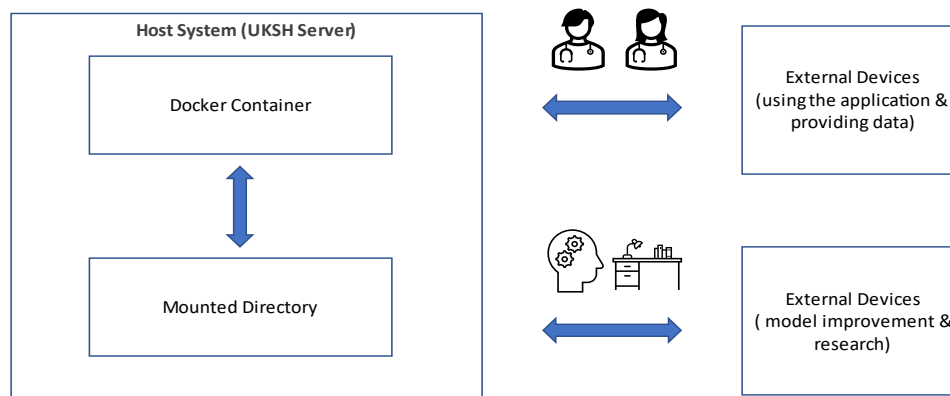 Host System (UKSH Server)
Docker Container
Mounted Directory
External Devices
(using the application &
providing data)
External Devices
( model improvement &
research)